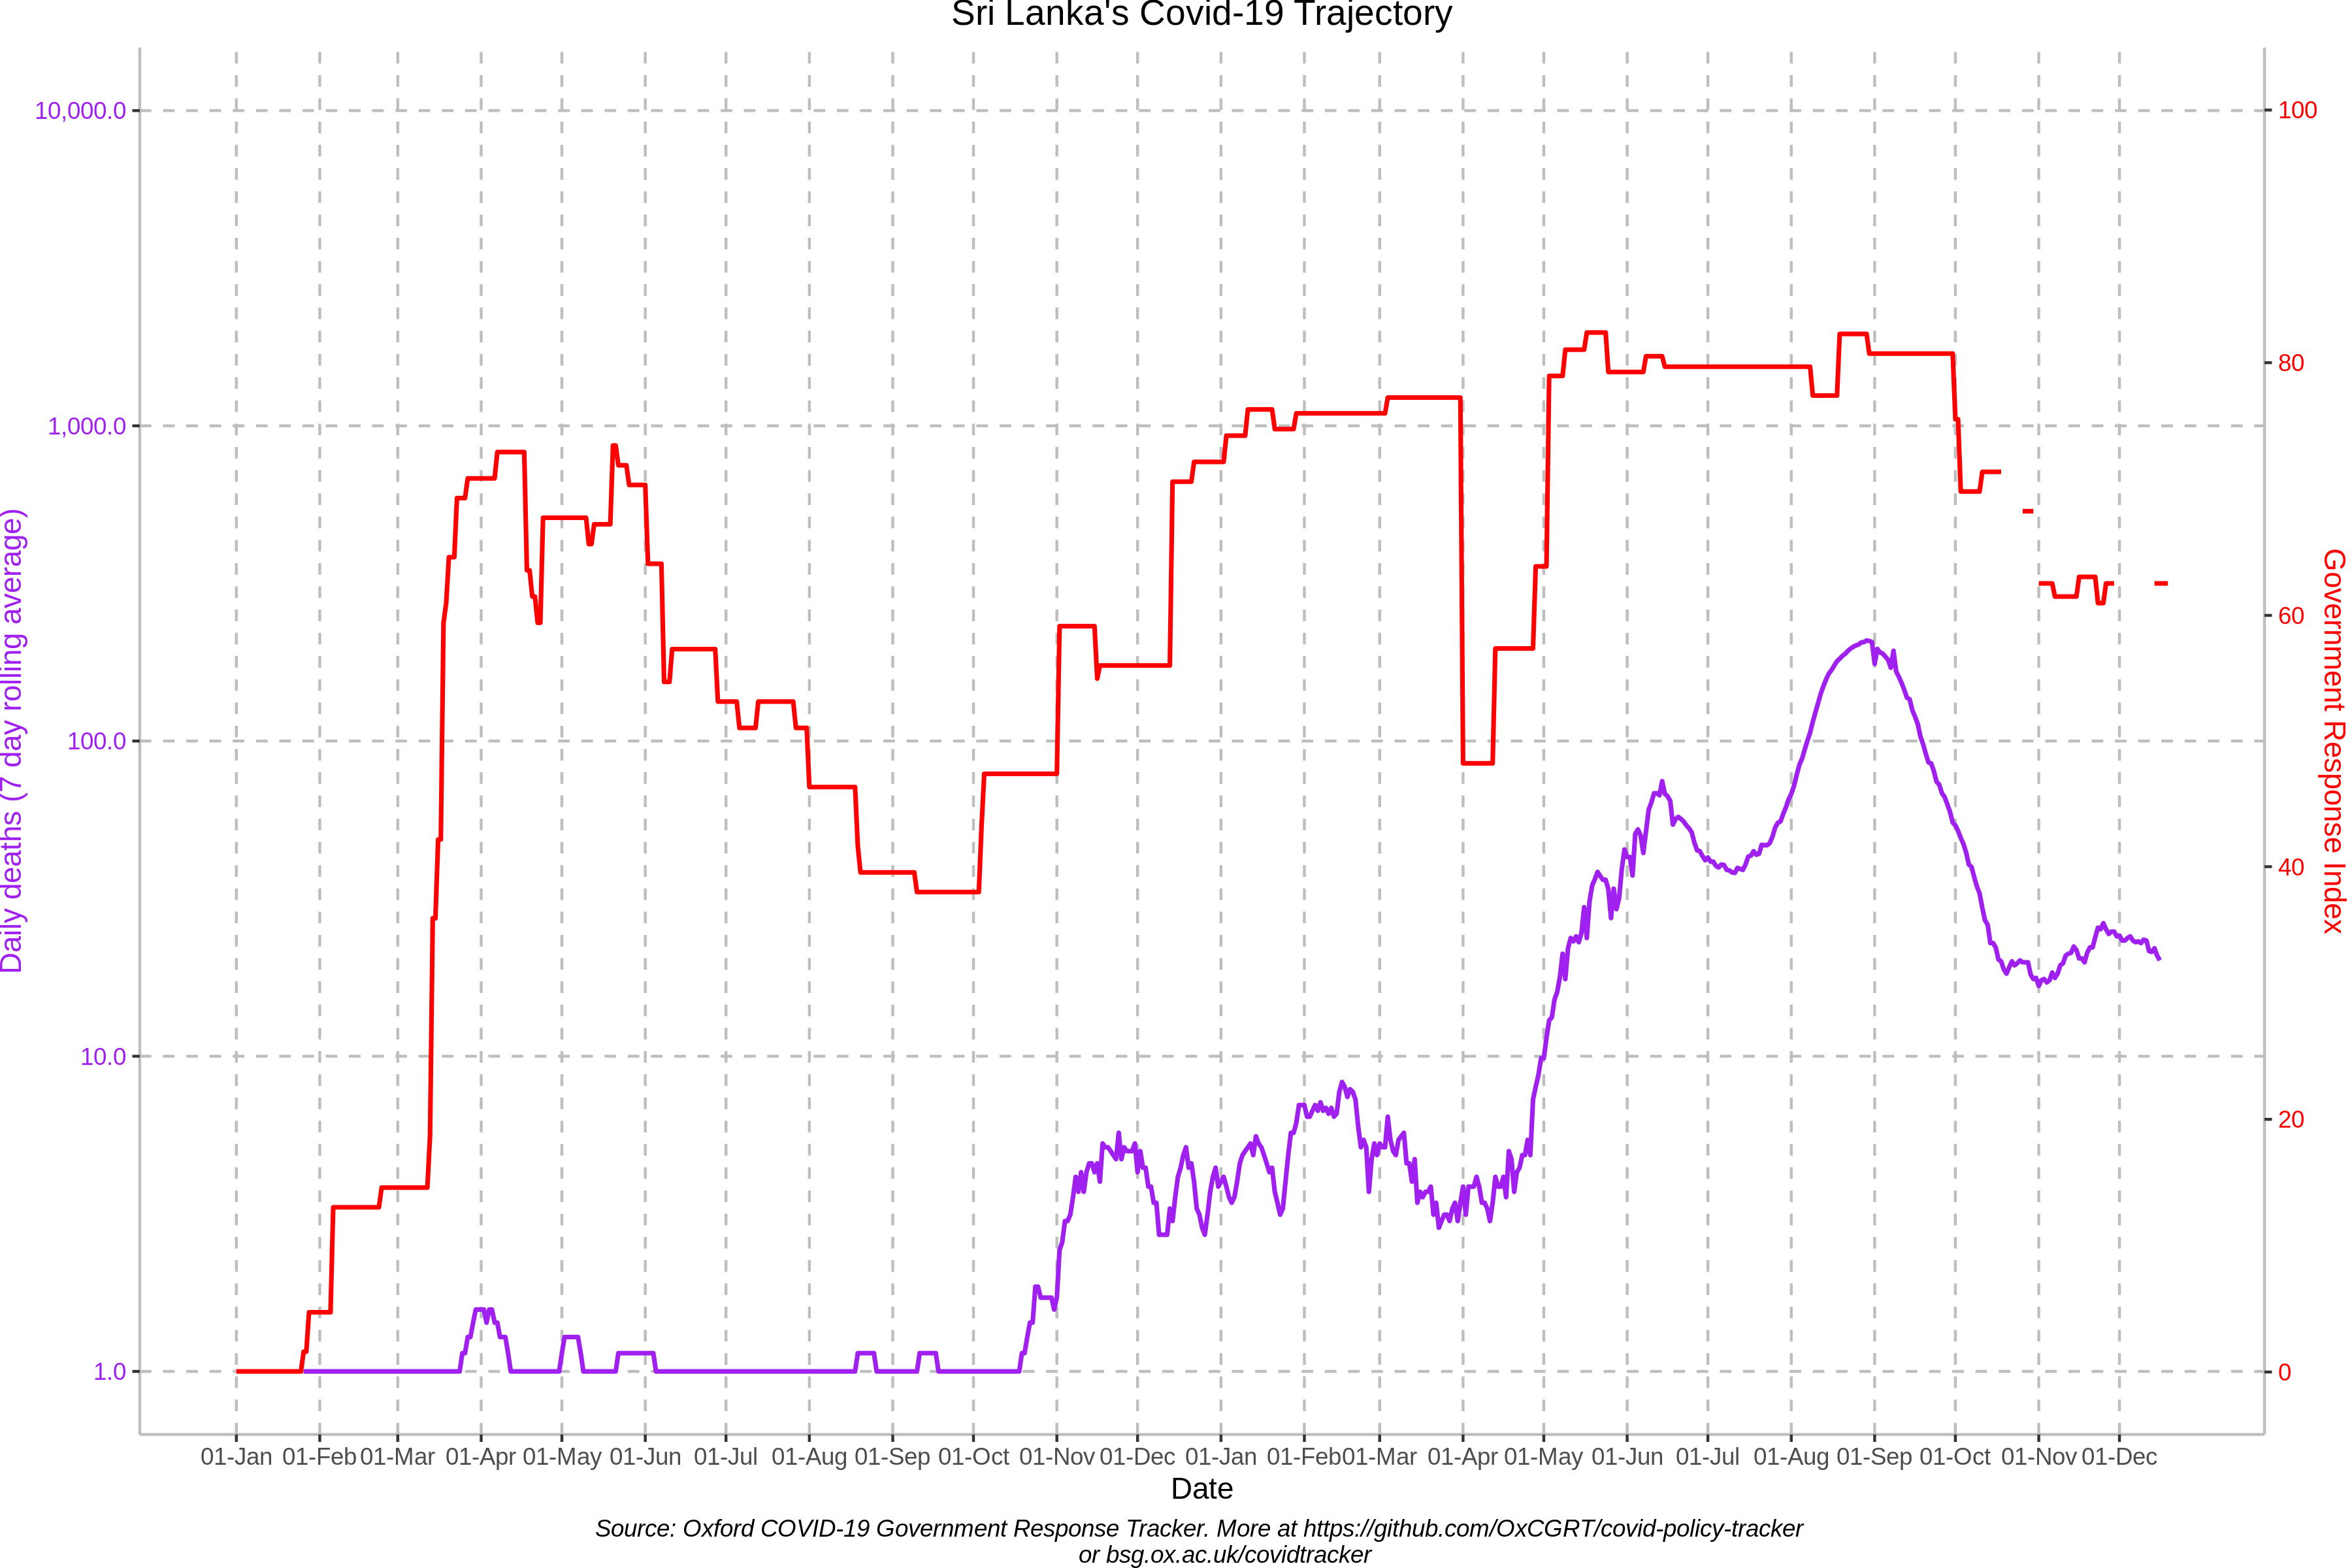 Sri Lanka's Covid-19 Trajectory
10,000.0
1,000.0
100.0
10.0
1.0
Daily deaths (7 day rolling average)
100
80
60
40
20
0
Government Response Index
01-Jan 01-Feb 01-Mar 01-Apr 01-May 01-Jun 01-Jul 01-Aug 01-Sep 01-Oct 01-Nov 01-Dec 01-Jan 01-Feb 01-Mar 01-Apr 01-May 01-Jun 01-Jul 01-Aug 01-Sep 01-Oct 01-Nov 01-Dec
Date
Source: Oxford COVID-19 Government Response Tracker. More at https://github.com/OxCGRT/covid-policy-tracker
or bsg.ox.ac.uk/covidtracker